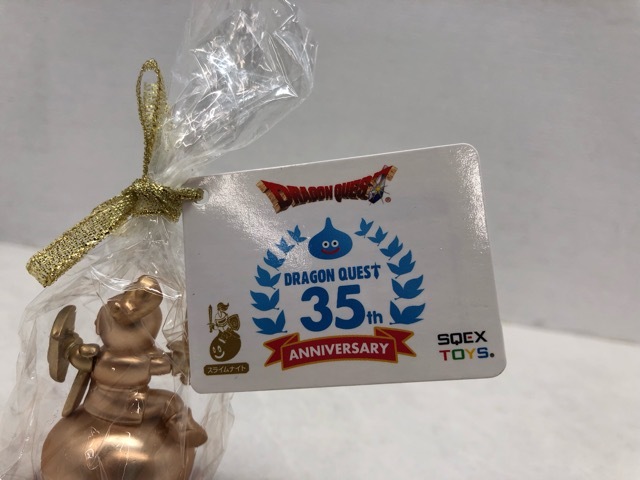 DRAGON QUEST®
DRAGON QUEST
35th
ANNIVERSARY
スライムナイト
SQEX
TOYS®